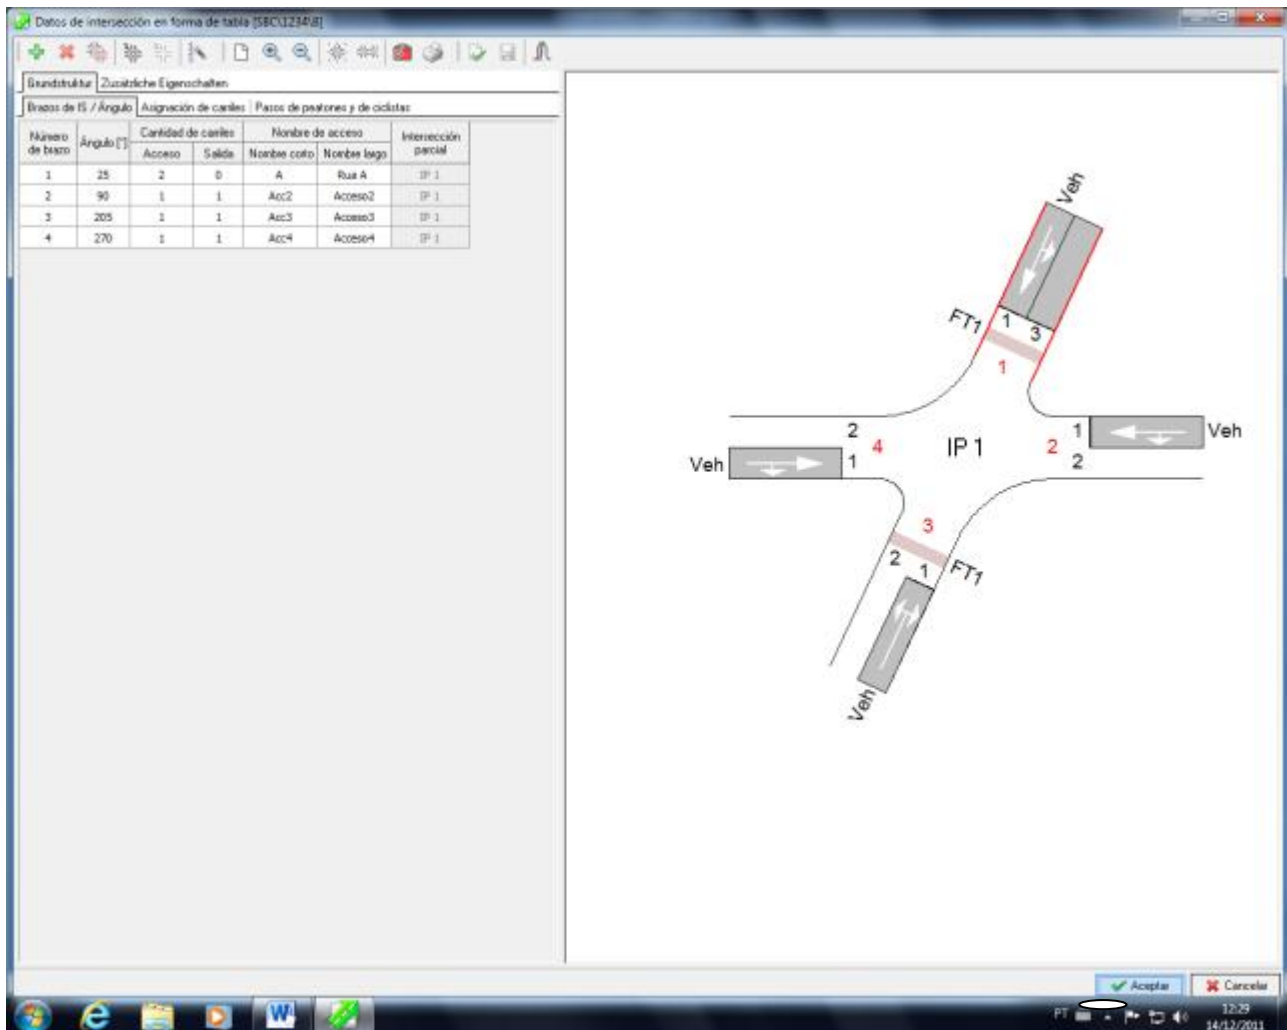 Datos de intersección en forma de tabla [SBC\1234\8]
Grundstruktur Zusätzliche Eigenschaften
Brazos de IS / Ángulo Asignación de carriles Pasos de peatones y de ciclistas
Número de brazo Ángulo [°] Cantidad de carriles Nombre de acceso Intersección parcial
Acceso Salida Nombre corto Nombre largo
1 25 2 0 A Rua A IP 1
2 90 1 1 Acc2 Acceso2 IP 1
3 205 1 1 Acc3 Acceso3 IP 1
4 270 1 1 Acc4 Acceso4 IP 1
Veh
FT1 1 3
1
2 4 IP 1 2 1 Veh
Veh 1 2
3
2 1 FT1
Veh
Aceptar Cancelar
PT 12:29
14/12/2011